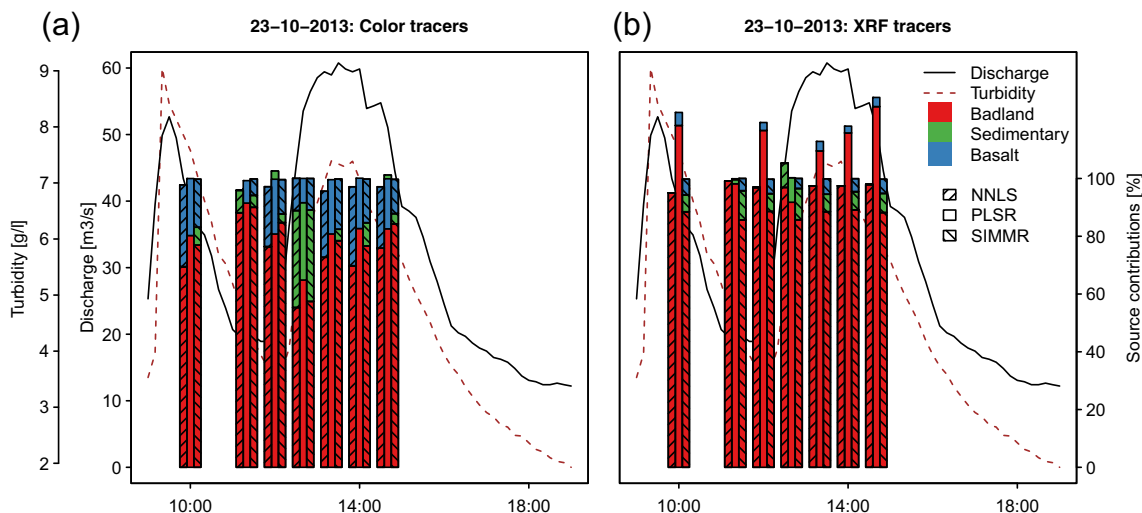 (a)
23−10−2013: Color tracers
Turbidity [g/l]
2
3
4
5
6
7
8
9
Discharge [m3/s]
0
10
20
30
40
50
60
10:00
14:00
18:00
(b)
23−10−2013: XRF tracers
Discharge
Turbidity
Badland
Sedimentary
Basalt
NNLS
PLSR
SIMMR
10:00
14:00
18:00
0
20
40
60
80
100
Source contributions [%]